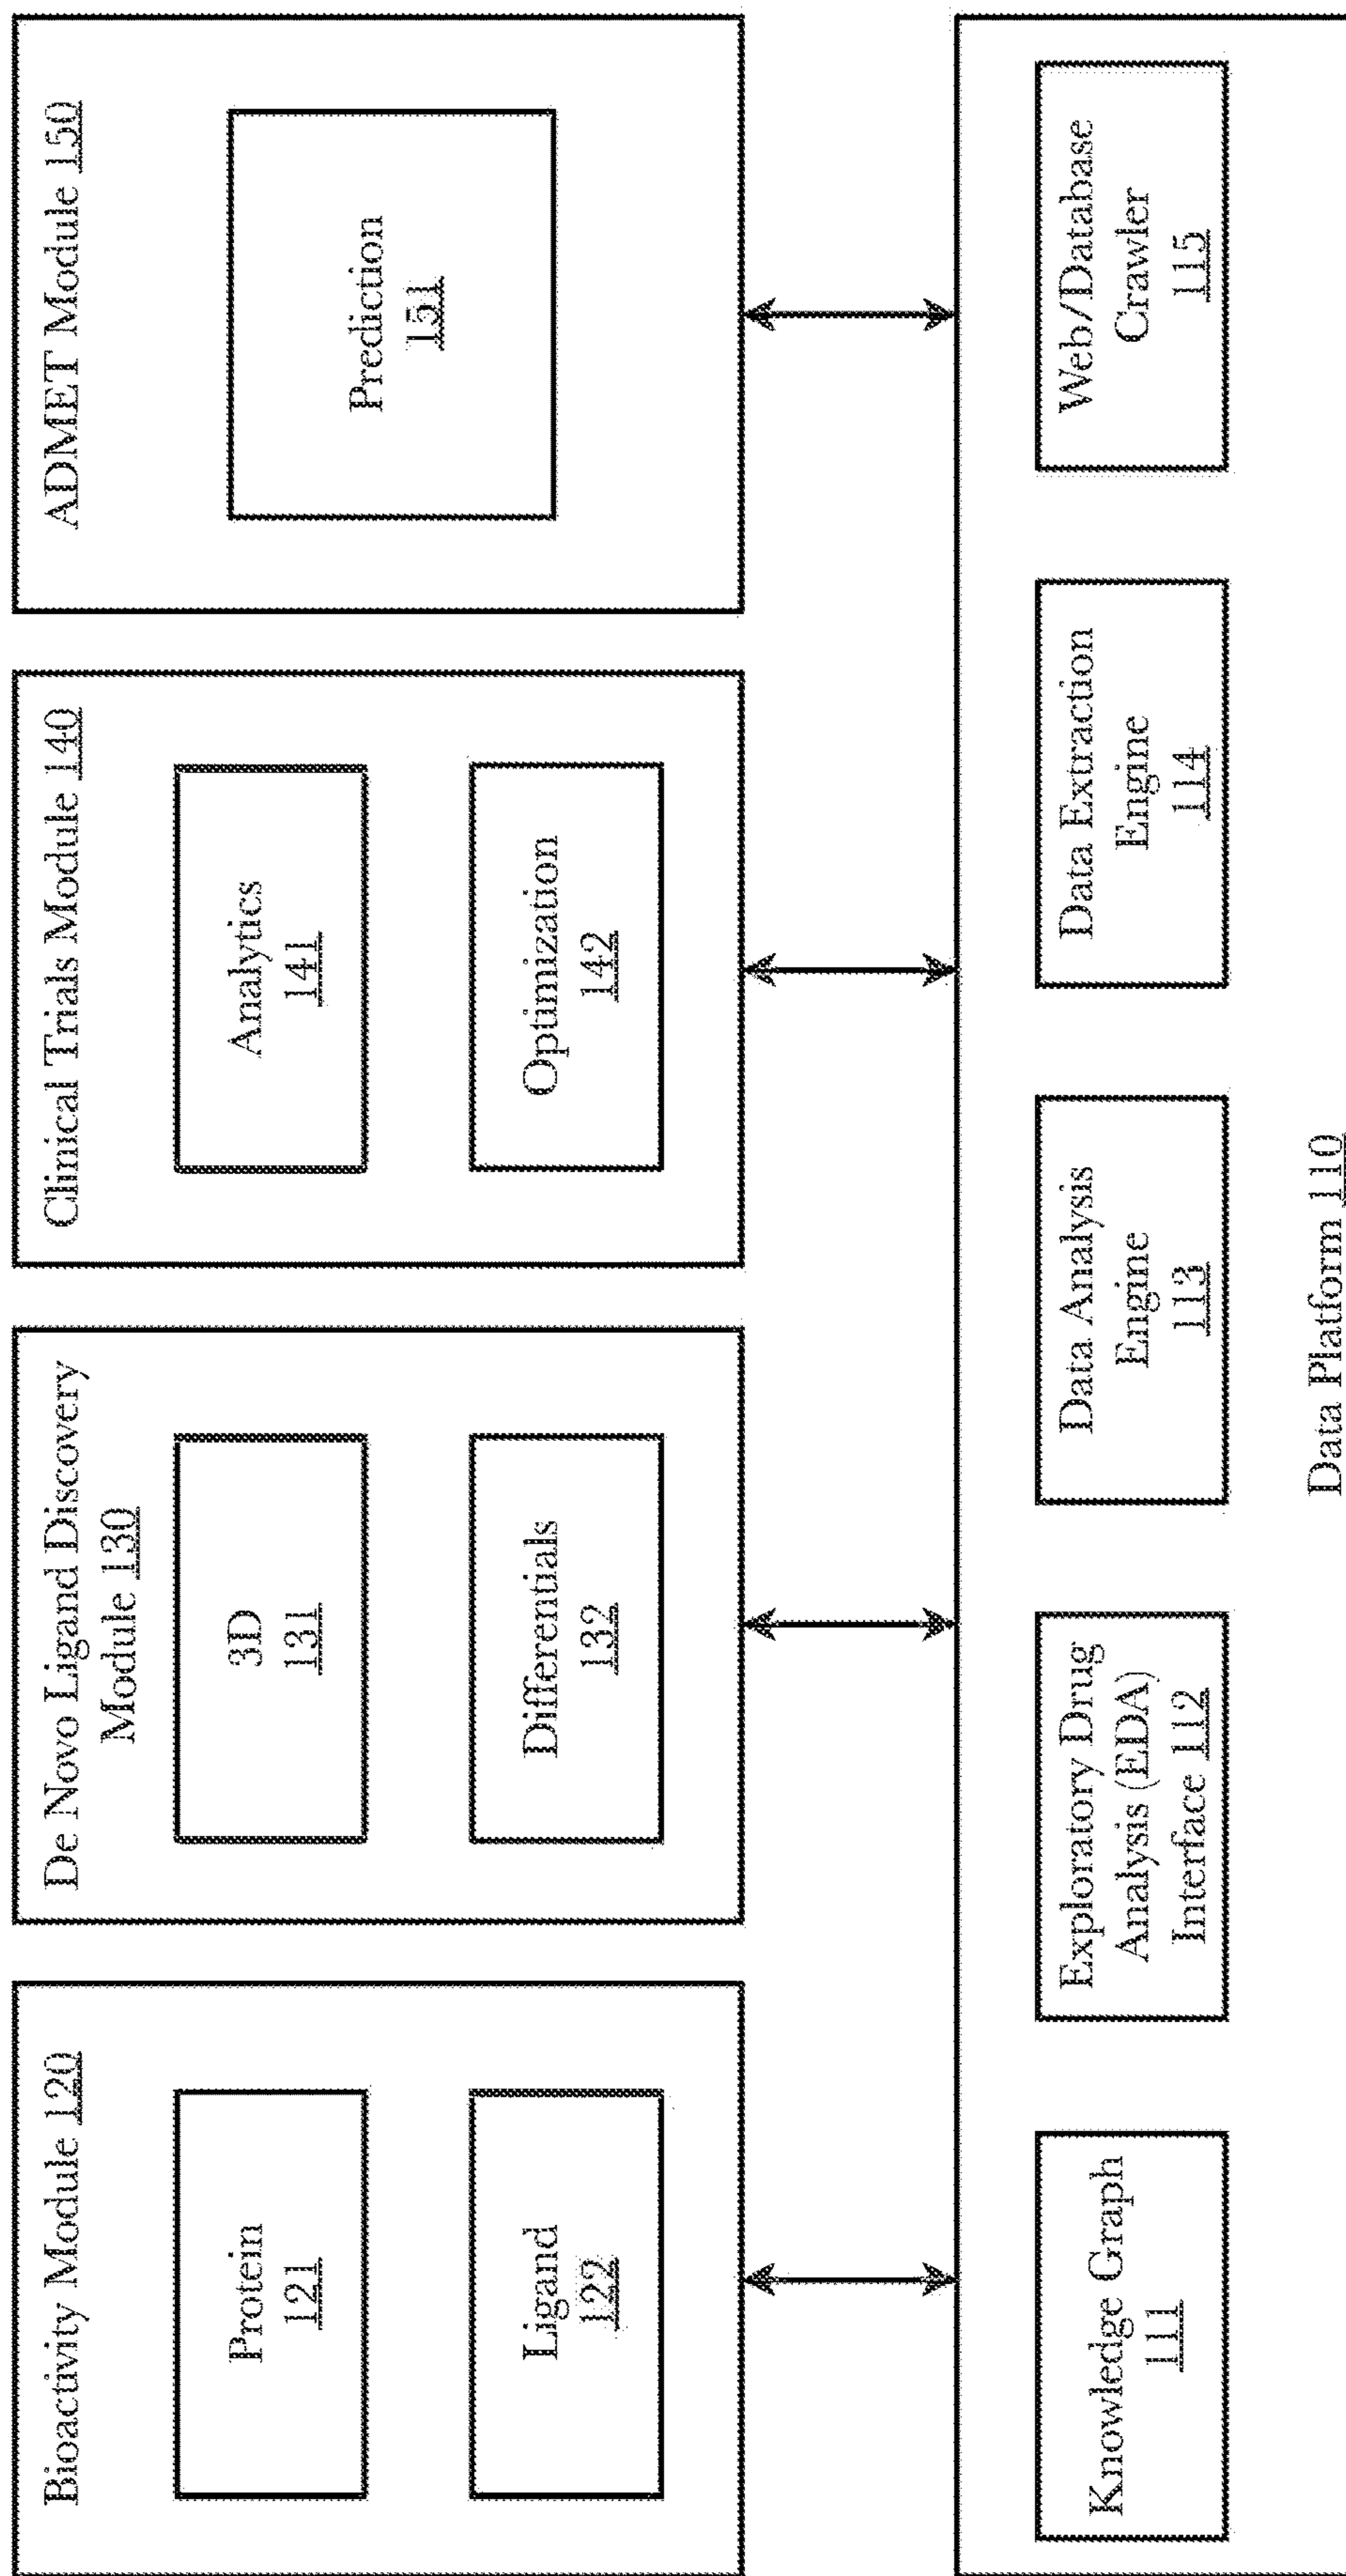 Bioactivity Module 120
Protein
121
Ligand
122
De Novo Ligand Discovery
Module 130
3D
131
Differentials
132
Clinical Trials Module 140
Analytics
141
Optimization
142
ADMET Module 150
Prediction
151
Knowledge Graph
111
Exploratory Drug
Analysis (EDA)
Interface 112
Data Analysis
Engine
113
Data Extraction
Engine
114
Web/Database
Crawler
115
Data Platform 110